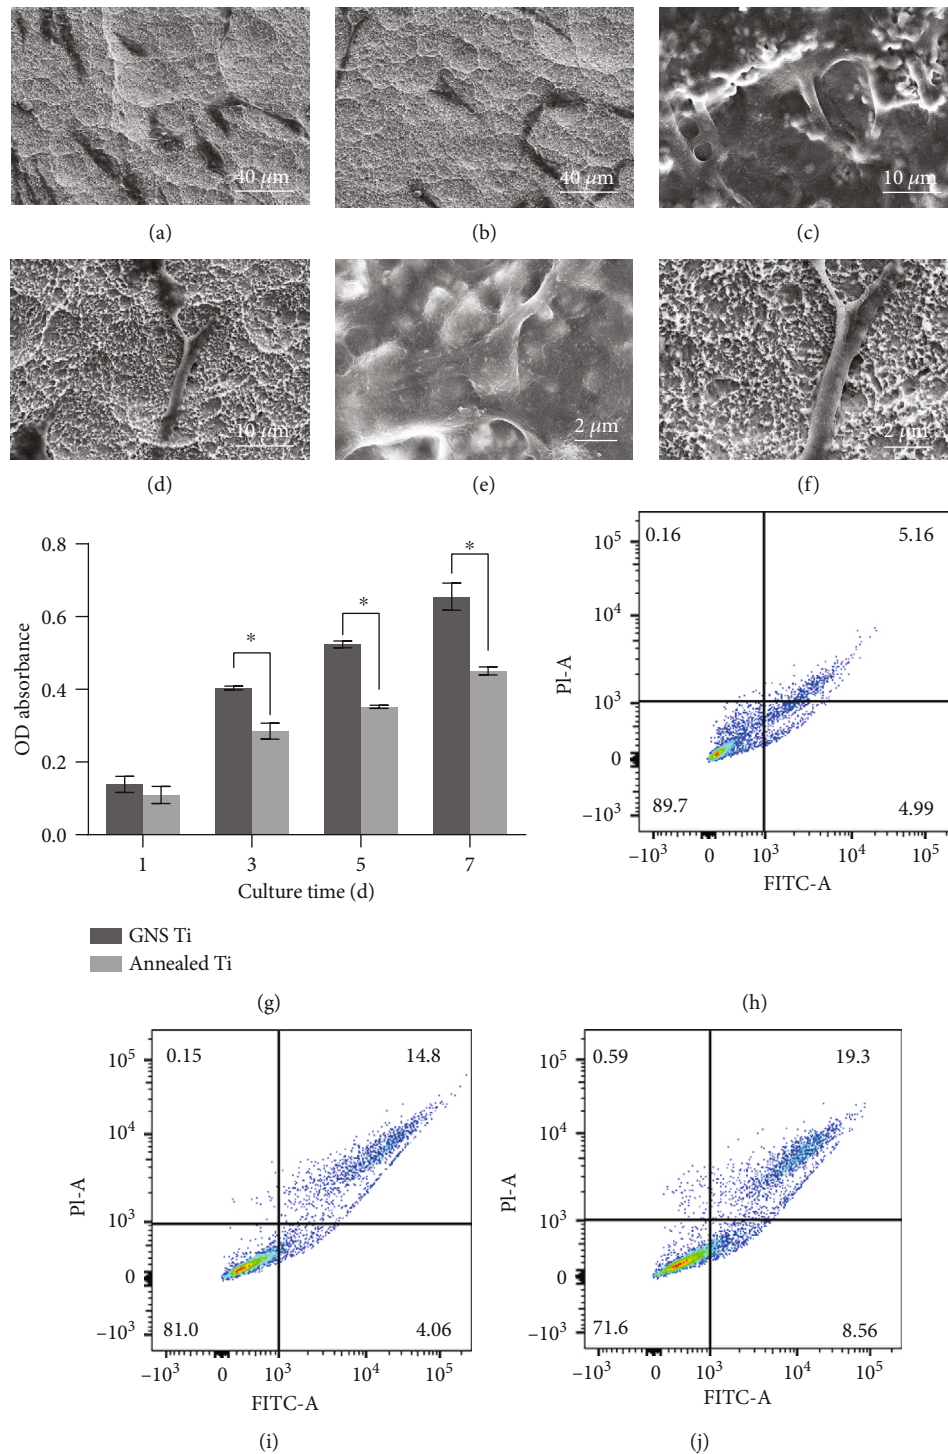 40 μm
40 μm
10 μm
(a)
(b)
(c)
10 μm
2 μm
2 μm
(d)
(e)
(f)
OD absorbance
0.8
0.6
0.4
0.2
0.0
*
*
*
1
3
5
7
Culture time (d)
GNS Ti
Annealed Ti
(g)
PI-A
10⁵
10⁴
10³
0
−10³
0.16
5.16
89.7
4.99
−10³
0
10³
10⁴
10⁵
FITC-A
(h)
PI-A
10⁵
10⁴
10³
0
−10³
0.15
14.8
81.0
4.06
−10³
0
10³
10⁴
10⁵
FITC-A
(i)
PI-A
10⁵
10⁴
10³
0
−10³
0.59
19.3
71.6
8.56
−10³
0
10³
10⁴
10⁵
FITC-A
(j)